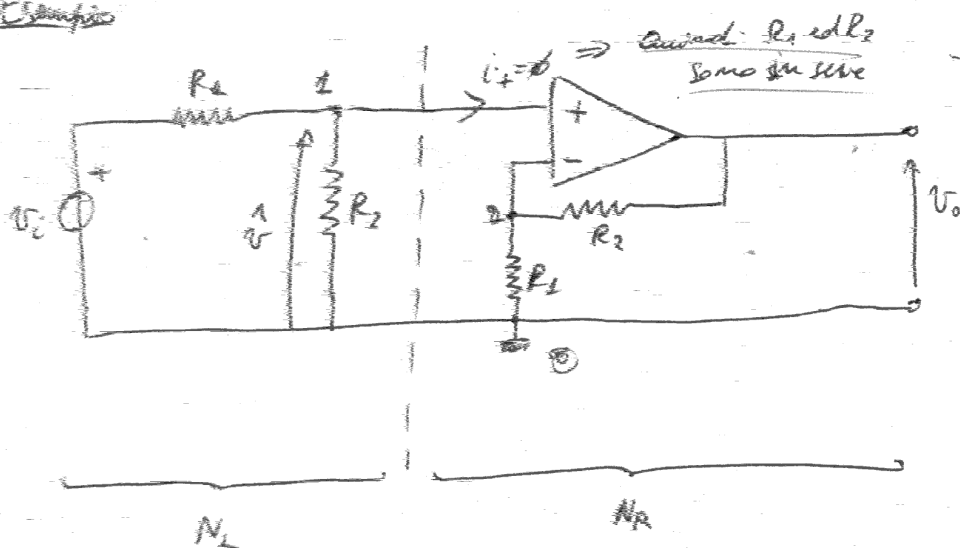 Esempio
i+=0 ⇒ Quindi: R1 ed R2
sono in serie
R1
1
+
+
-
vi
v̂
R2
2
R2
R1
vo
0
NL
NR